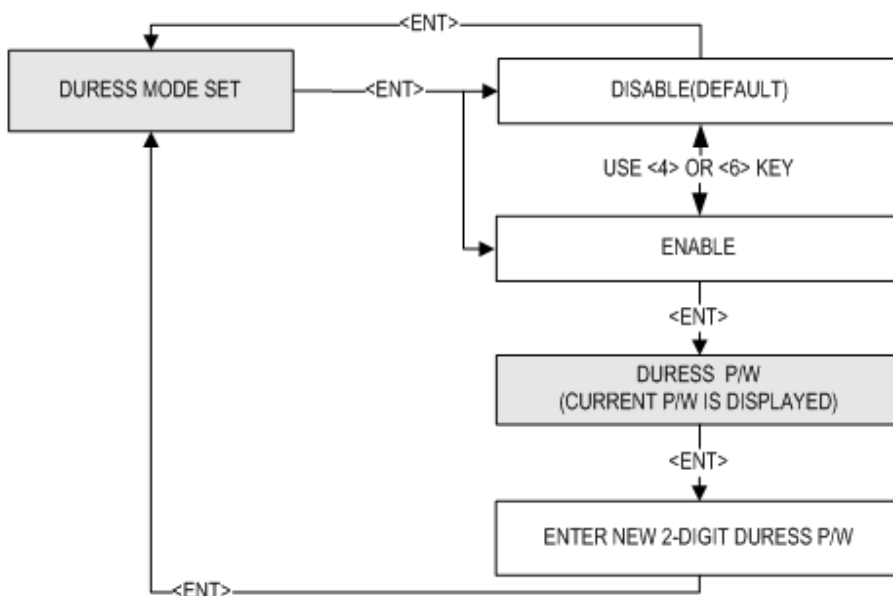 <ENT>
DURESS MODE SET
<ENT>
DISABLE(DEFAULT)
USE <4> OR <6> KEY
ENABLE
<ENT>
DURESS P/W
(CURRENT P/W IS DISPLAYED)
<ENT>
ENTER NEW 2-DIGIT DURESS P/W
<ENT>